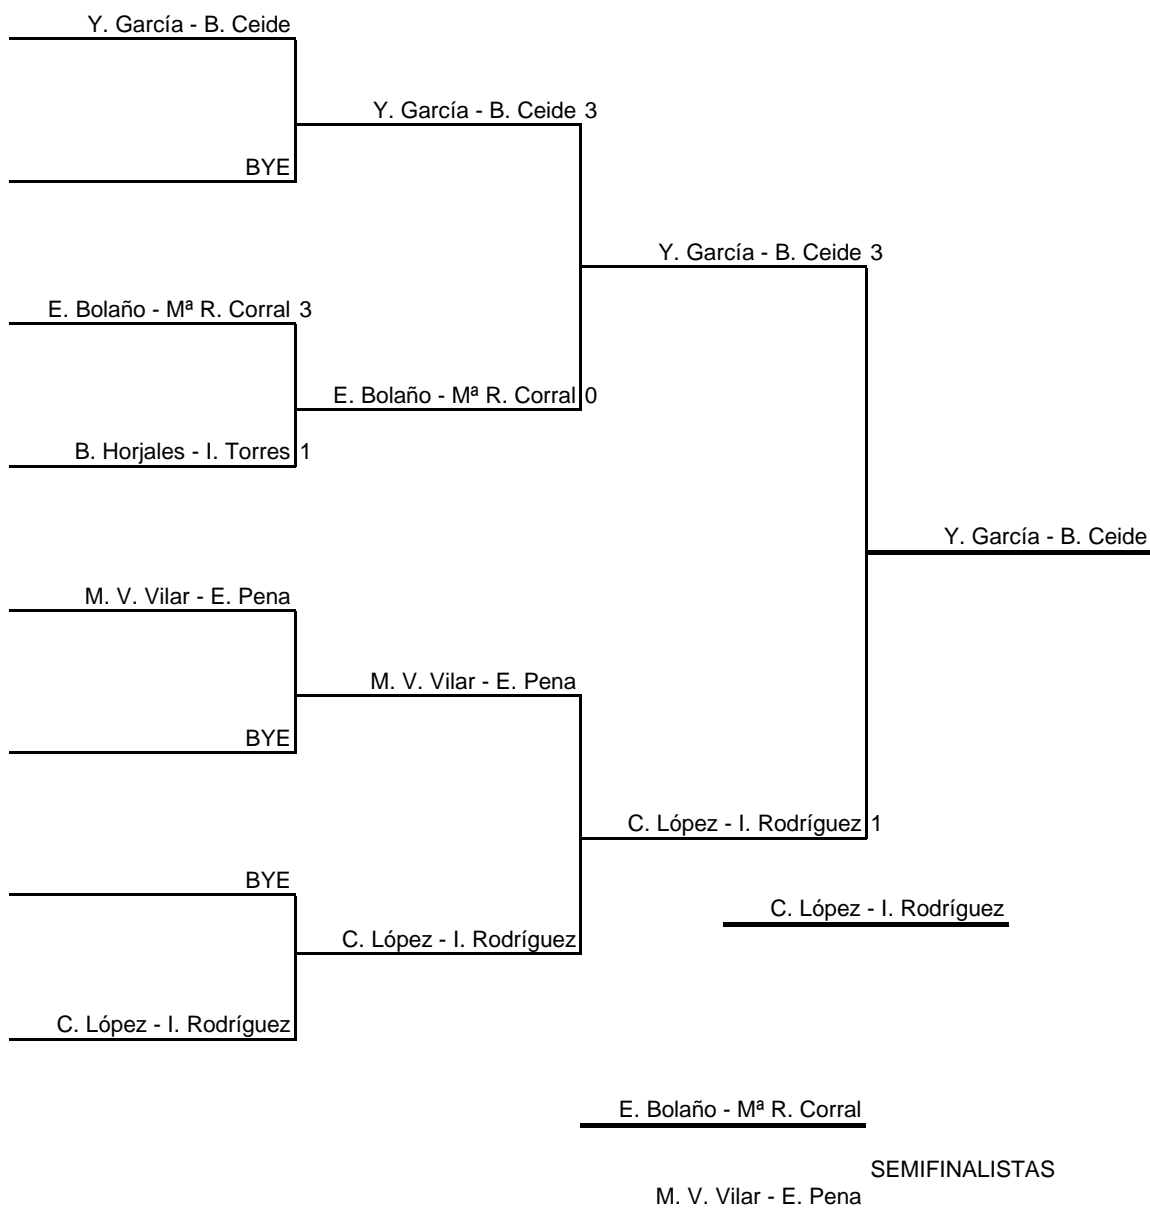 Y. García - B. Ceide
Y. García - B. Ceide 3
BYE
Y. García - B. Ceide 3
E. Bolaño - Mª R. Corral 3
E. Bolaño - Mª R. Corral 0
B. Horjales - I. Torres 1
Y. García - B. Ceide
M. V. Vilar - E. Pena
M. V. Vilar - E. Pena
BYE
C. López - I. Rodríguez 1
BYE
C. López - I. Rodríguez
C. López - I. Rodríguez
C. López - I. Rodríguez
E. Bolaño - Mª R. Corral
SEMIFINALISTAS
M. V. Vilar - E. Pena